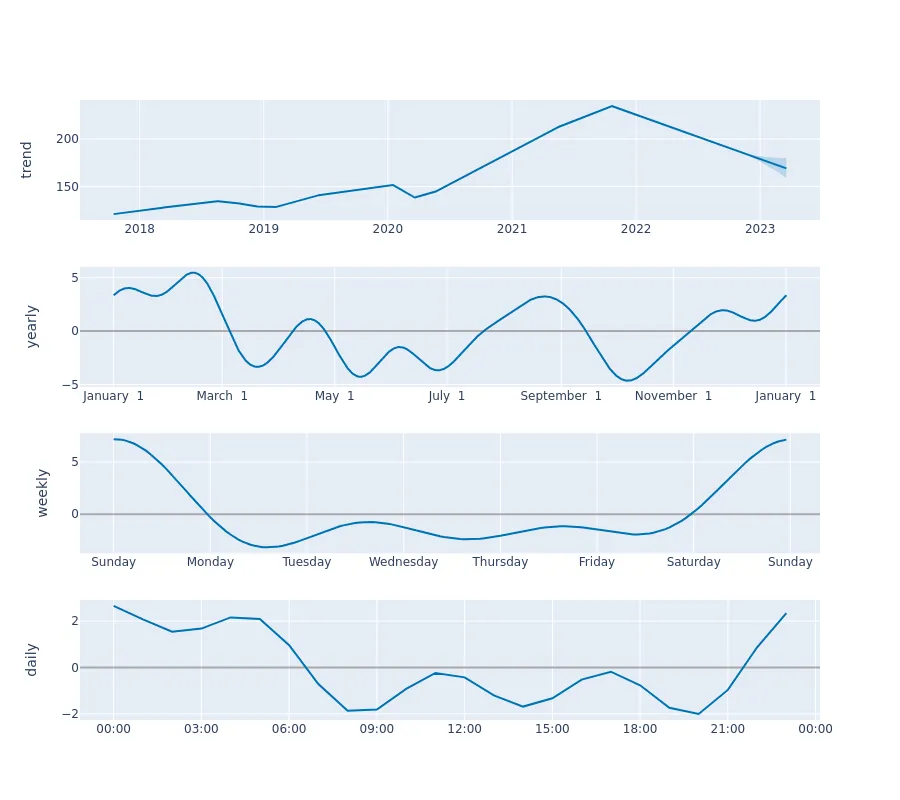 trend
200
150
2018 2019 2020 2021 2022 2023
yearly
5
0
−5
January 1 March 1 May 1 July 1 September 1 November 1 January 1
weekly
5
0
Sunday Monday Tuesday Wednesday Thursday Friday Saturday Sunday
daily
2
0
−2
00:00 03:00 06:00 09:00 12:00 15:00 18:00 21:00 00:00